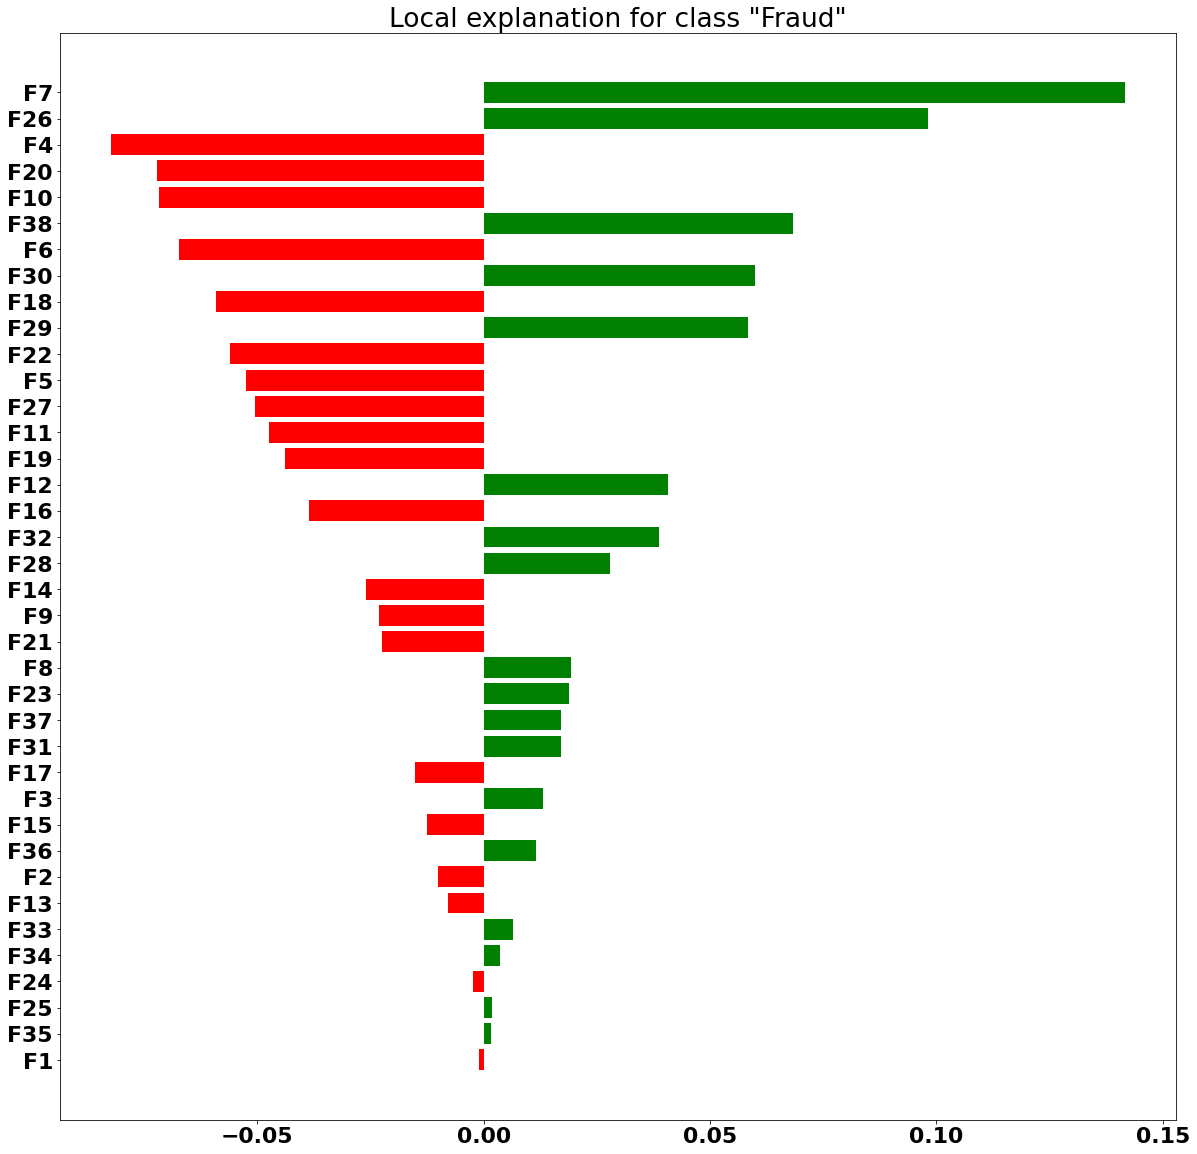 Local explanation for class "Fraud"
F7
F26
F4
F20
F10
F38
F6
F30
F18
F29
F22
F5
F27
F11
F19
F12
F16
F32
F28
F14
F9
F21
F8
F23
F37
F31
F17
F3
F15
F36
F2
F13
F33
F34
F24
F25
F35
F1
−0.05 0.00 0.05 0.10 0.15